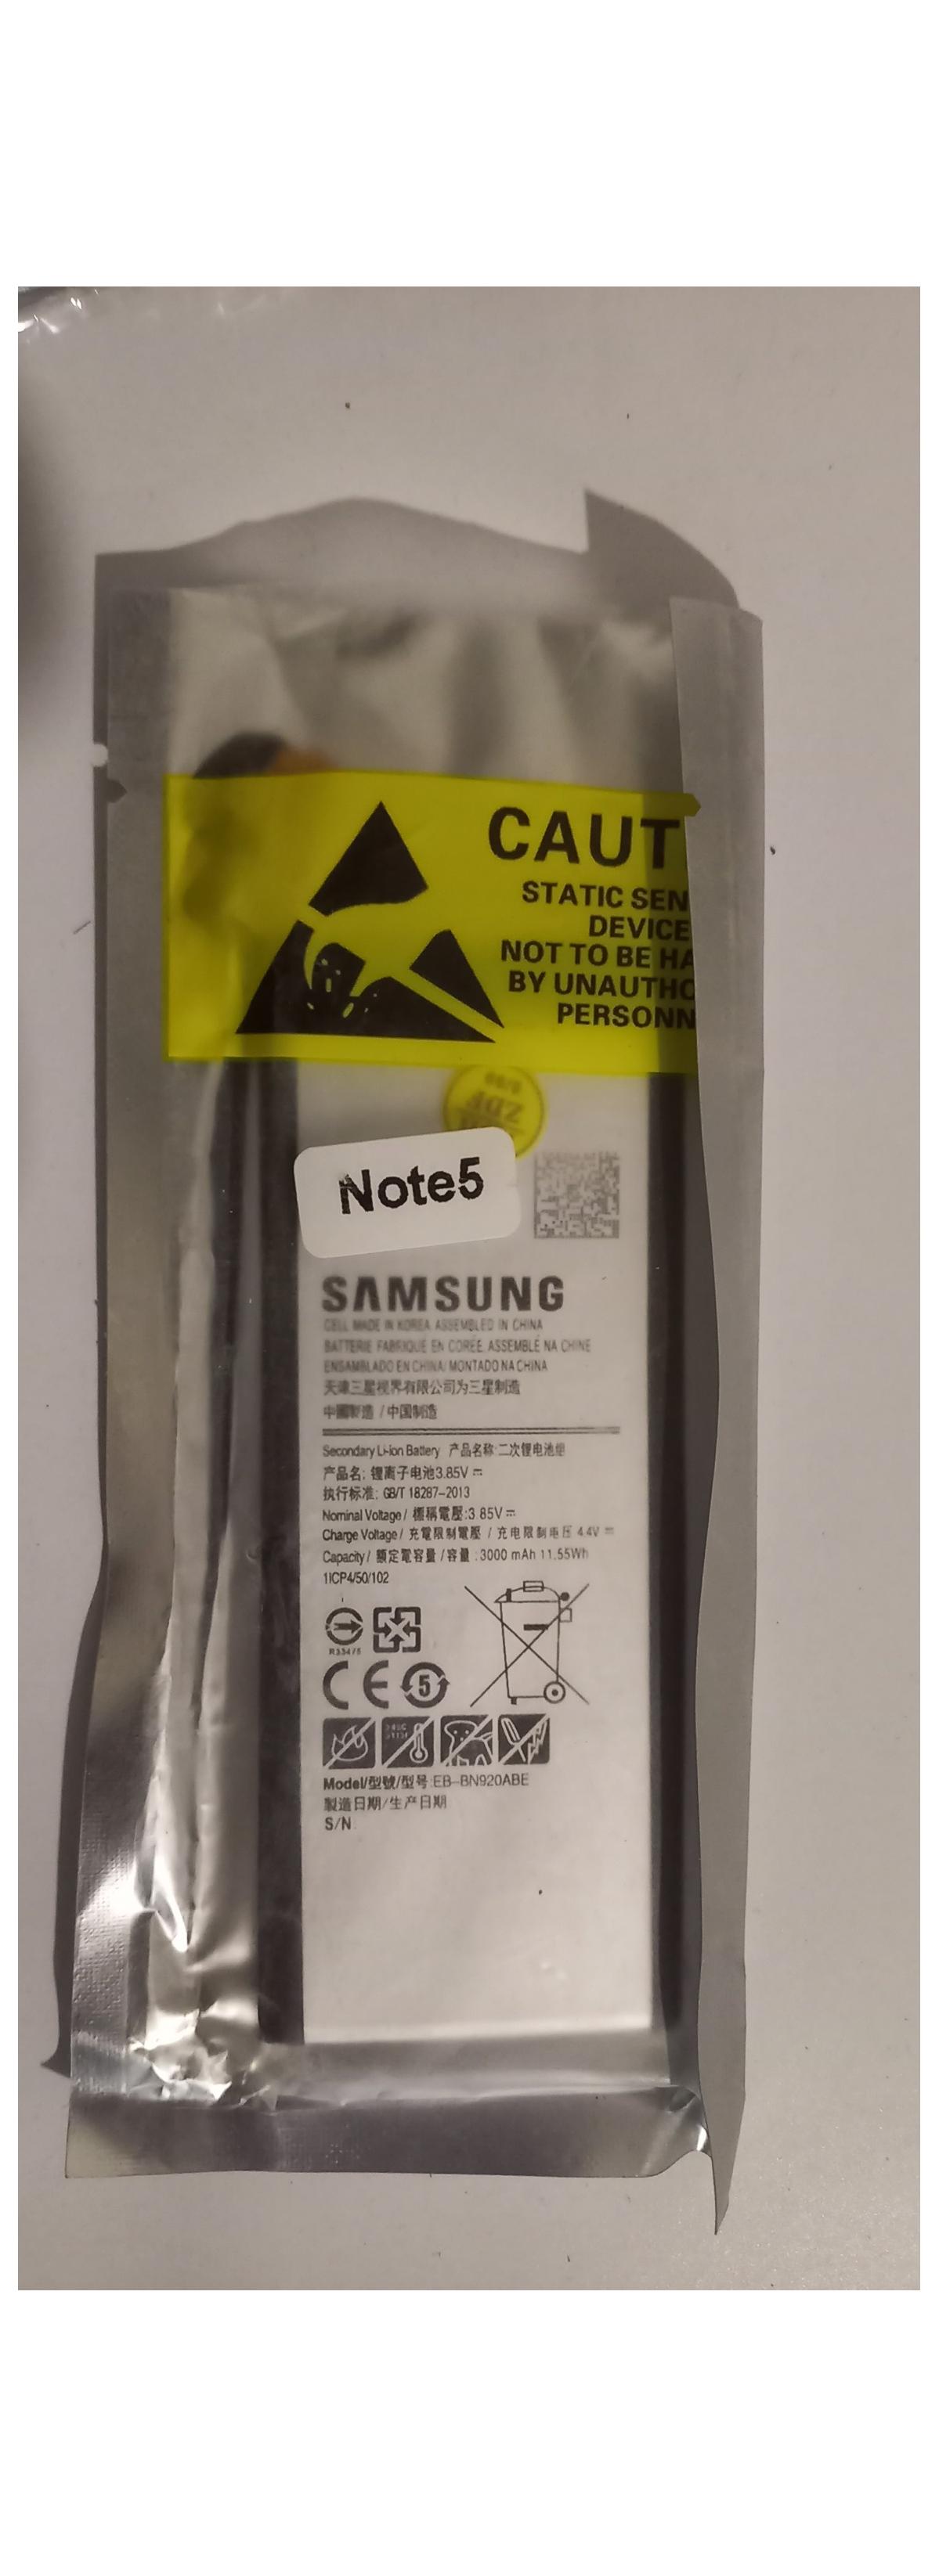 CAUT
STATIC SEN
DEVICE
NOT TO BE HA
BY UNAUTHO
PERSONN
ZDF
Note5
SAMSUNG
CELL MADE IN KOREA, ASSEMBLED IN CHINA
BATTERIE FABRIQUE EN CORÉE, ASSEMBLÉ NA CHINE
ENSAMBLADO EN CHINA/ MONTADO NA CHINA
天津三星视界有限公司为三星制造
中國製造 / 中国制造
Secondary Li-Ion Battery 产品名称:二次锂电池组
产品名: 锂离子电池3.85V
执行标准: GB/T 18287-2013
Nominal Voltage / 標稱電壓:3.85V
Charge Voltage / 充電限制電壓 / 充电限制电压 4.4V
Capacity / 額定電容量 / 容量 : 3000 mAh 11.55Wh
1ICP4/50/102
R33475
CE 5
Model/型號/型号:EB-BN920ABE
製造日期/生产日期
S/N: